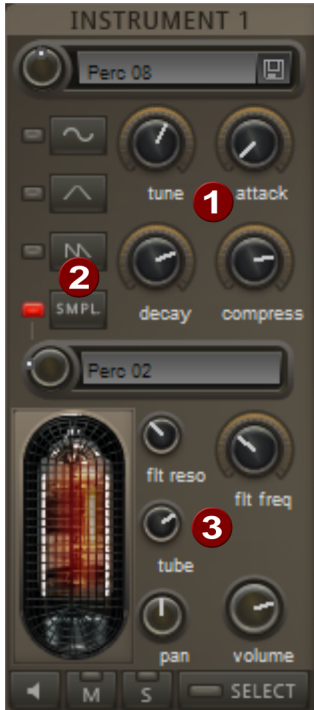 INSTRUMENT 1
Perc 08
tune 1 attack
2
SMPL
decay compress
Perc 02
flt reso
flt freq
3
tube
pan volume
M S SELECT